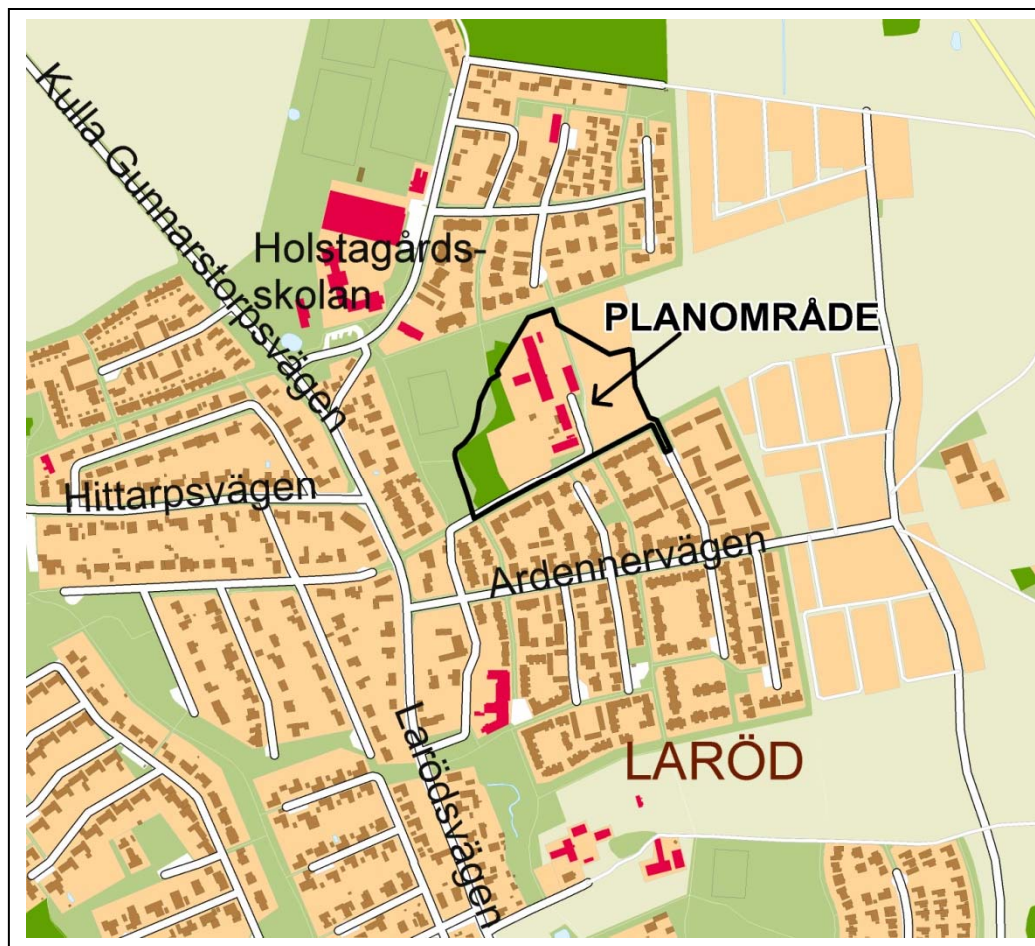 Kulla Gunnarstorpsvägen
Holstagårds-
skolan
PLANOMRÅDE
Hittarpsvägen
Ardennervägen
Larödsvägen
LARÖD